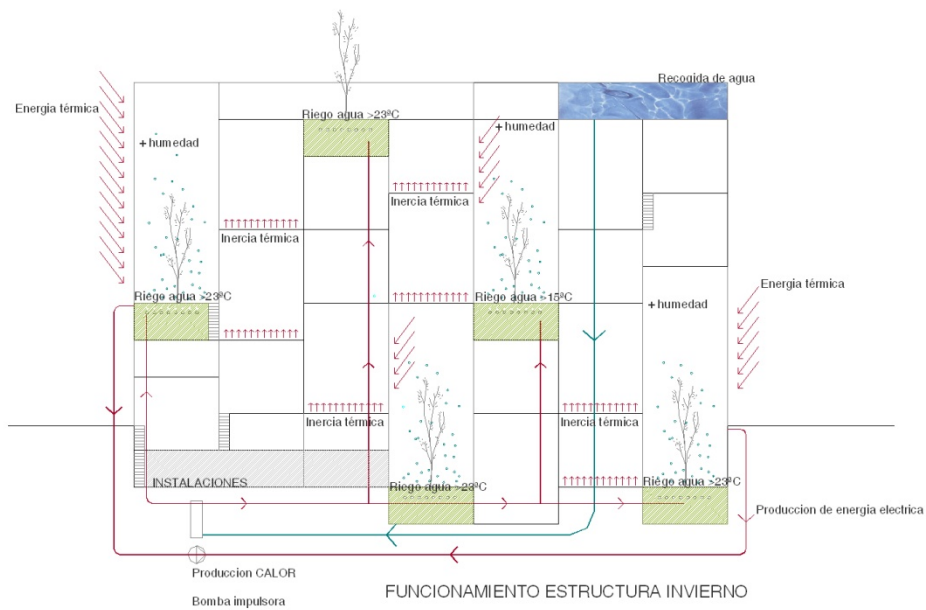 Recogida de agua
Energia térmica
Riego agua >23ºC
+humedad
+humedad
Inercia térmica
Inercia térmica
Riego agua >23ºC
Riego agua >15ºC
Energia térmica
+humedad
Inercia térmica
Inercia térmica
INSTALACIONES
Riego agua >23ºC
Riego agua >23ºC
Produccion de energia electrica
Produccion CALOR
Bomba impulsora
FUNCIONAMIENTO ESTRUCTURA INVIERNO